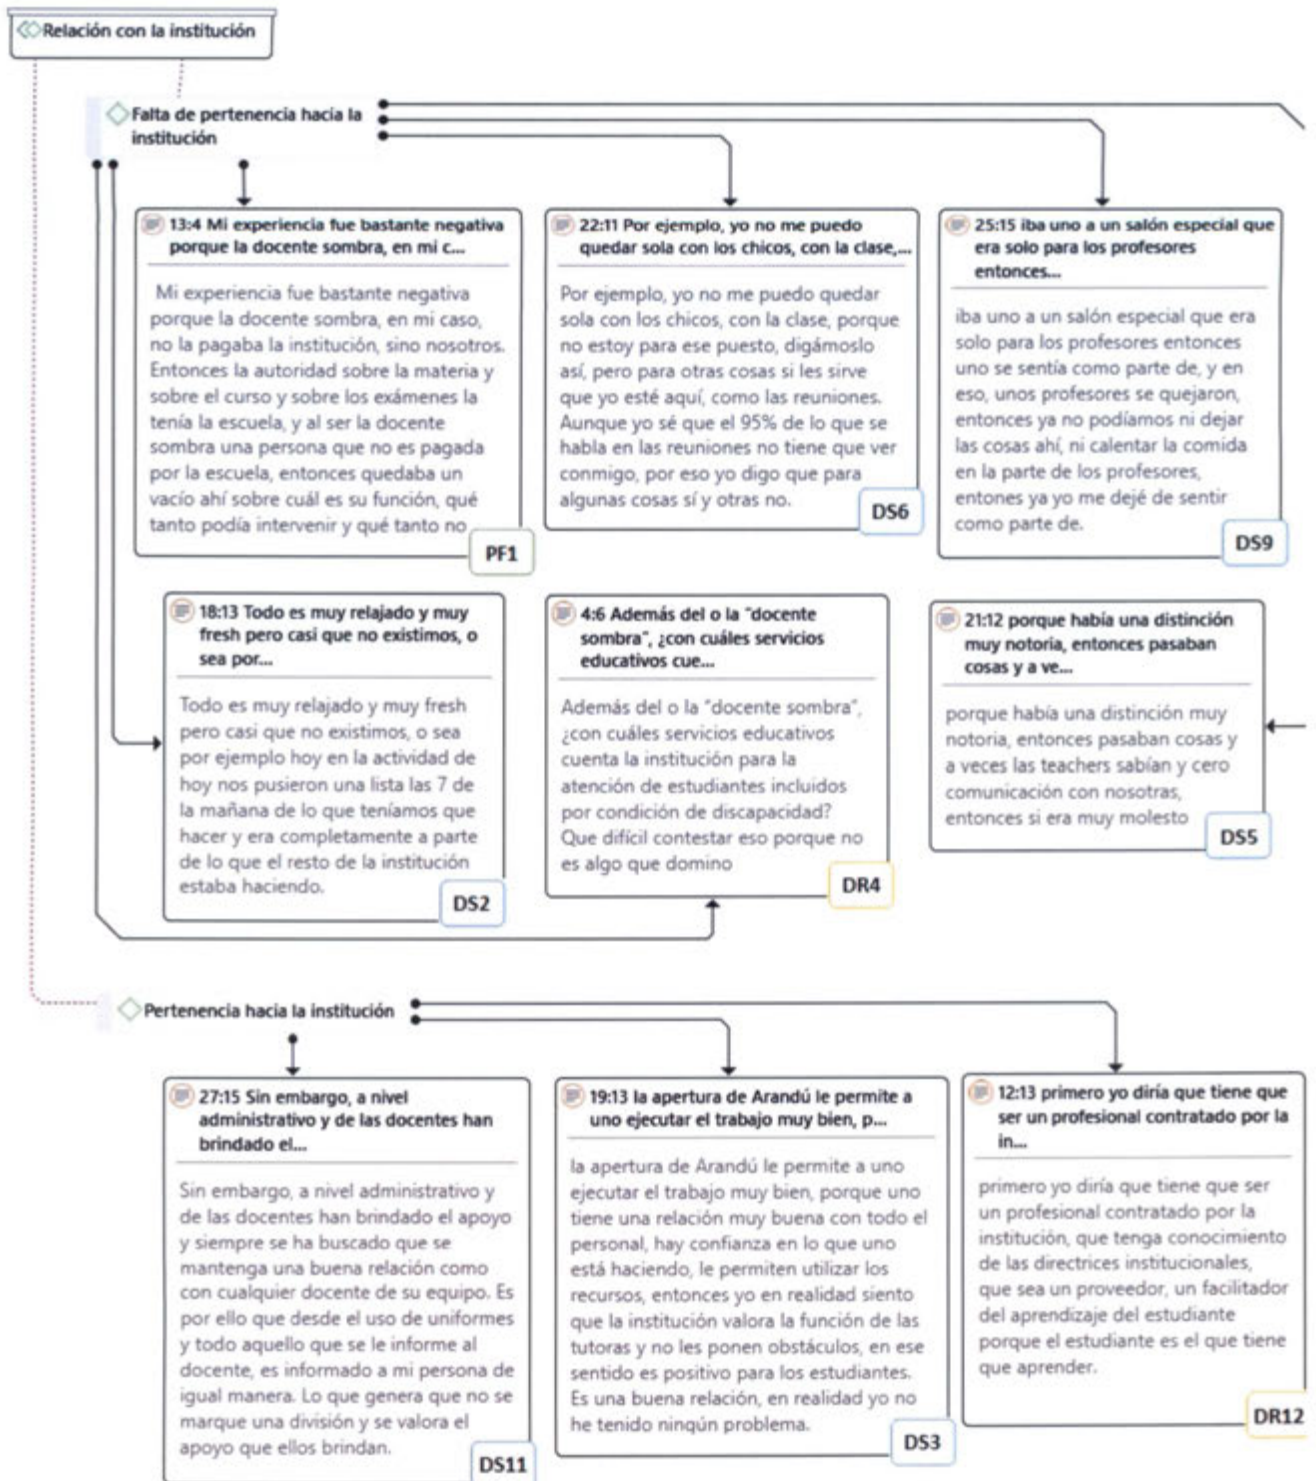 Relación con la institución
Falta de pertenencia hacia la
institución
13:4 Mi experiencia fue bastante negativa
porque la docente sombra, en mi c...
Mi experiencia fue bastante negativa
porque la docente sombra, en mi caso,
no la pagaba la institución, sino nosotros.
Entonces la autoridad sobre la materia y
sobre el curso y sobre los exámenes la
tenía la escuela, y al ser la docente
sombra una persona que no es pagada
por la escuela, entonces quedaba un
vacío ahí sobre cuál es su función, qué
tanto podía intervenir y qué tanto no
PF1
22:11 Por ejemplo, yo no me puedo
quedar sola con los chicos, con la clase,...
Por ejemplo, yo no me puedo quedar
sola con los chicos, con la clase, porque
no estoy para ese puesto, digámoslo
así, pero para otras cosas si les sirve
que yo esté aquí, como las reuniones.
Aunque yo sé que el 95% de lo que se
habla en las reuniones no tiene que ver
conmigo, por eso yo digo que para
algunas cosas sí y otras no.
DS6
25:15 iba uno a un salón especial que
era solo para los profesores
entonces...
iba uno a un salón especial que era
solo para los profesores entonces
uno se sentía como parte de, y en
eso, unos profesores se quejaron,
entonces ya no podíamos ni dejar
las cosas ahí, ni calentar la comida
en la parte de los profesores,
entones ya yo me dejé de sentir
como parte de.
DS9
18:13 Todo es muy relajado y muy
fresh pero casi que no existimos, o
sea por...
Todo es muy relajado y muy fresh
pero casi que no existimos, o sea
por ejemplo hoy en la actividad de
hoy nos pusieron una lista las 7 de
la mañana de lo que teníamos que
hacer y era completamente a parte
de lo que el resto de la institución
estaba haciendo.
DS2
4:6 Además del o la "docente
sombra", ¿con cuáles servicios
educativos cue...
Además del o la "docente sombra",
¿con cuáles servicios educativos
cuenta la institución para la
atención de estudiantes incluidos
por condición de discapacidad?
Que difícil contestar eso porque no
es algo que domino
DR4
21:12 porque había una distinción
muy notoria, entonces pasaban
cosas y a ve...
porque había una distinción muy
notoria, entonces pasaban cosas y
a veces las teachers sabían y cero
comunicación con nosotras,
entonces si era muy molesto
DS5
Pertenencia hacia la institución
27:15 Sin embargo, a nivel
administrativo y de las docentes han
brindado el...
Sin embargo, a nivel administrativo y
de las docentes han brindado el apoyo
y siempre se ha buscado que se
mantenga una buena relación como
con cualquier docente de su equipo. Es
por ello que desde el uso de uniformes
y todo aquello que se le informe al
docente, es informado a mi persona de
igual manera. Lo que genera que no se
marque una división y se valora el
apoyo que ellos brindan.
DS11
19:13 la apertura de Arandú le permite a
uno ejecutar el trabajo muy bien, p...
la apertura de Arandú le permite a uno
ejecutar el trabajo muy bien, porque uno
tiene una relación muy buena con todo el
personal, hay confianza en lo que uno
está haciendo, le permiten utilizar los
recursos, entonces yo en realidad siento
que la institución valora la función de las
tutoras y no les ponen obstáculos, en ese
sentido es positivo para los estudiantes.
Es una buena relación, en realidad yo no
he tenido ningún problema.
DS3
12:13 primero yo diría que tiene que
ser un profesional contratado por la
in...
primero yo diría que tiene que ser
un profesional contratado por la
institución, que tenga conocimiento
de las directrices institucionales,
que sea un proveedor, un facilitador
del aprendizaje del estudiante
porque el estudiante es el que tiene
que aprender.
DR12